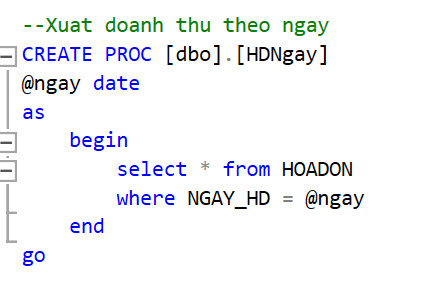 --Xuat doanh thu theo ngay
CREATE PROC [dbo].[HDNgay]
@ngay date
as
begin
select * from HOADON
where NGAY_HD = @ngay
end
go